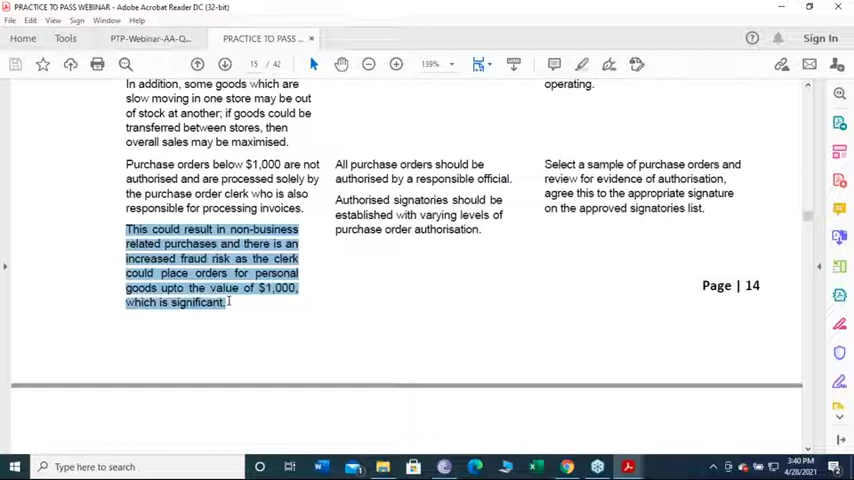 PRACTICE TO PASS WEBINAR - Adobe Acrobat Reader DC (32-bit)
File Edit View Sign Window Help
Home Tools PTP-Webinar-AA-Q... PRACTICE TO PASS ... × ? Sign In
15 / 42 139%
In addition, some goods which are
slow moving in one store may be out
of stock at another; if goods could be
transferred between stores, then
overall sales may be maximised.
operating.
Purchase orders below $1,000 are not
authorised and are processed solely by
the purchase order clerk who is also
responsible for processing invoices.
This could result in non-business
related purchases and there is an
increased fraud risk as the clerk
could place orders for personal
goods upto the value of $1,000,
which is significant.
All purchase orders should be
authorised by a responsible official.
Authorised signatories should be
established with varying levels of
purchase order authorisation.
Select a sample of purchase orders and
review for evidence of authorisation,
agree this to the appropriate signature
on the approved signatories list.
Page | 14
Type here to search
3:40 PM
4/28/2021